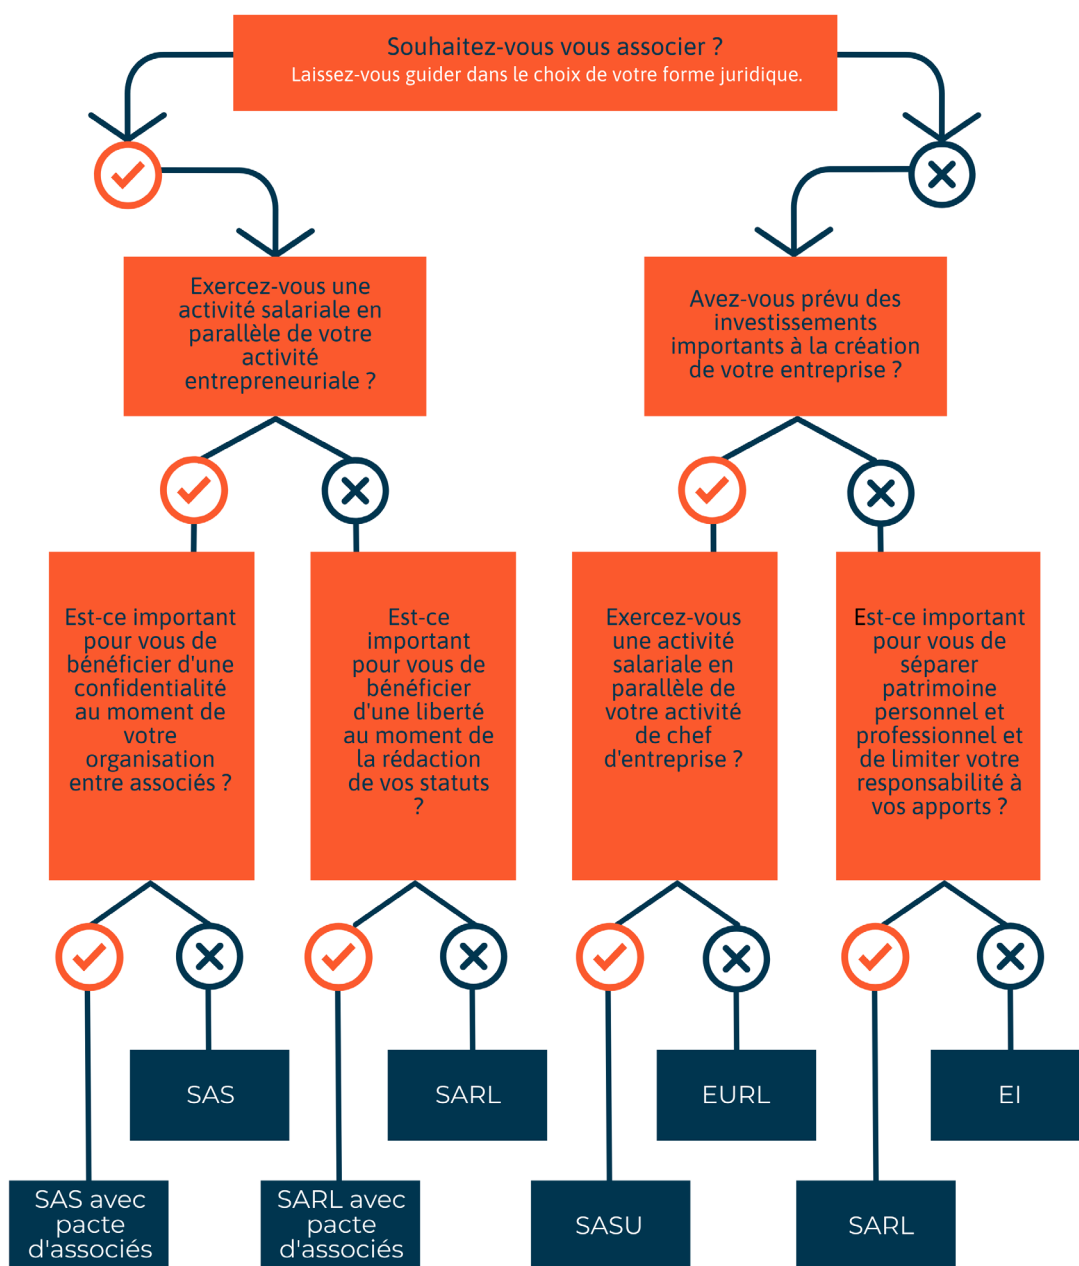 Souhaitez-vous vous associer ?
Laissez-vous guider dans le choix de votre forme juridique.
Exercez-vous une
activité salariale en
parallèle de votre
activité
entrepreneuriale ?
Avez-vous prévu des
investissements
importants à la création
de votre entreprise ?
Est-ce important
pour vous de
bénéficier d'une
confidentialité
au moment de
votre
organisation
entre associés ?
Est-ce
important
pour vous de
bénéficier
d'une liberté
au moment de
la rédaction
de vos statuts
?
Exercez-vous
une activité
salariale en
parallèle de
votre activité
de chef
d'entreprise ?
Est-ce important
pour vous de
séparer
patrimoine
personnel et
professionnel et
de limiter votre
responsabilité à
vos apports ?
SAS
SARL
EURL
EI
SAS avec
pacte
d'associés
SARL avec
pacte
d'associés
SASU
SARL